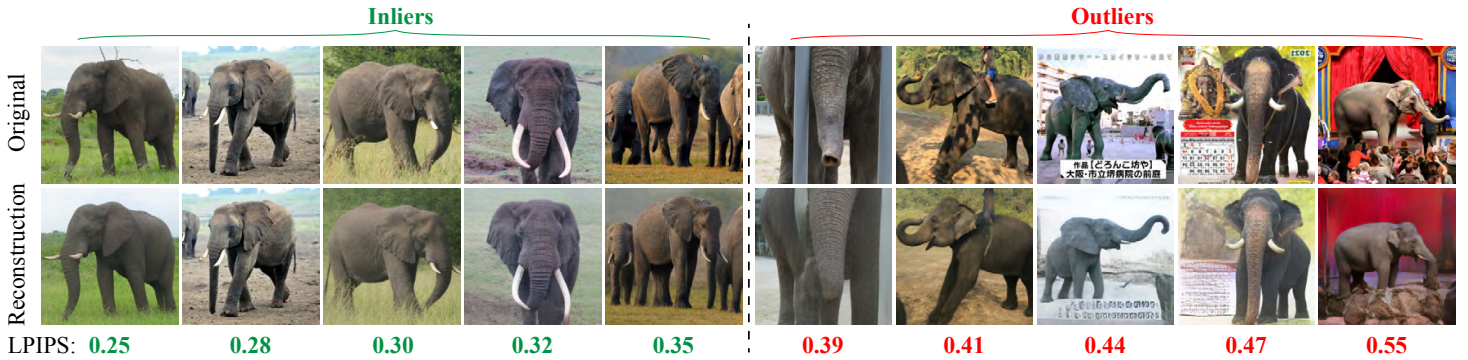 Inliers
Outliers
Original
2021
作品【どろんこ坊や】
大阪・市立堺病院の前庭
Reconstruction
LPIPS: 0.25 0.28 0.30 0.32 0.35 0.39 0.41 0.44 0.47 0.55